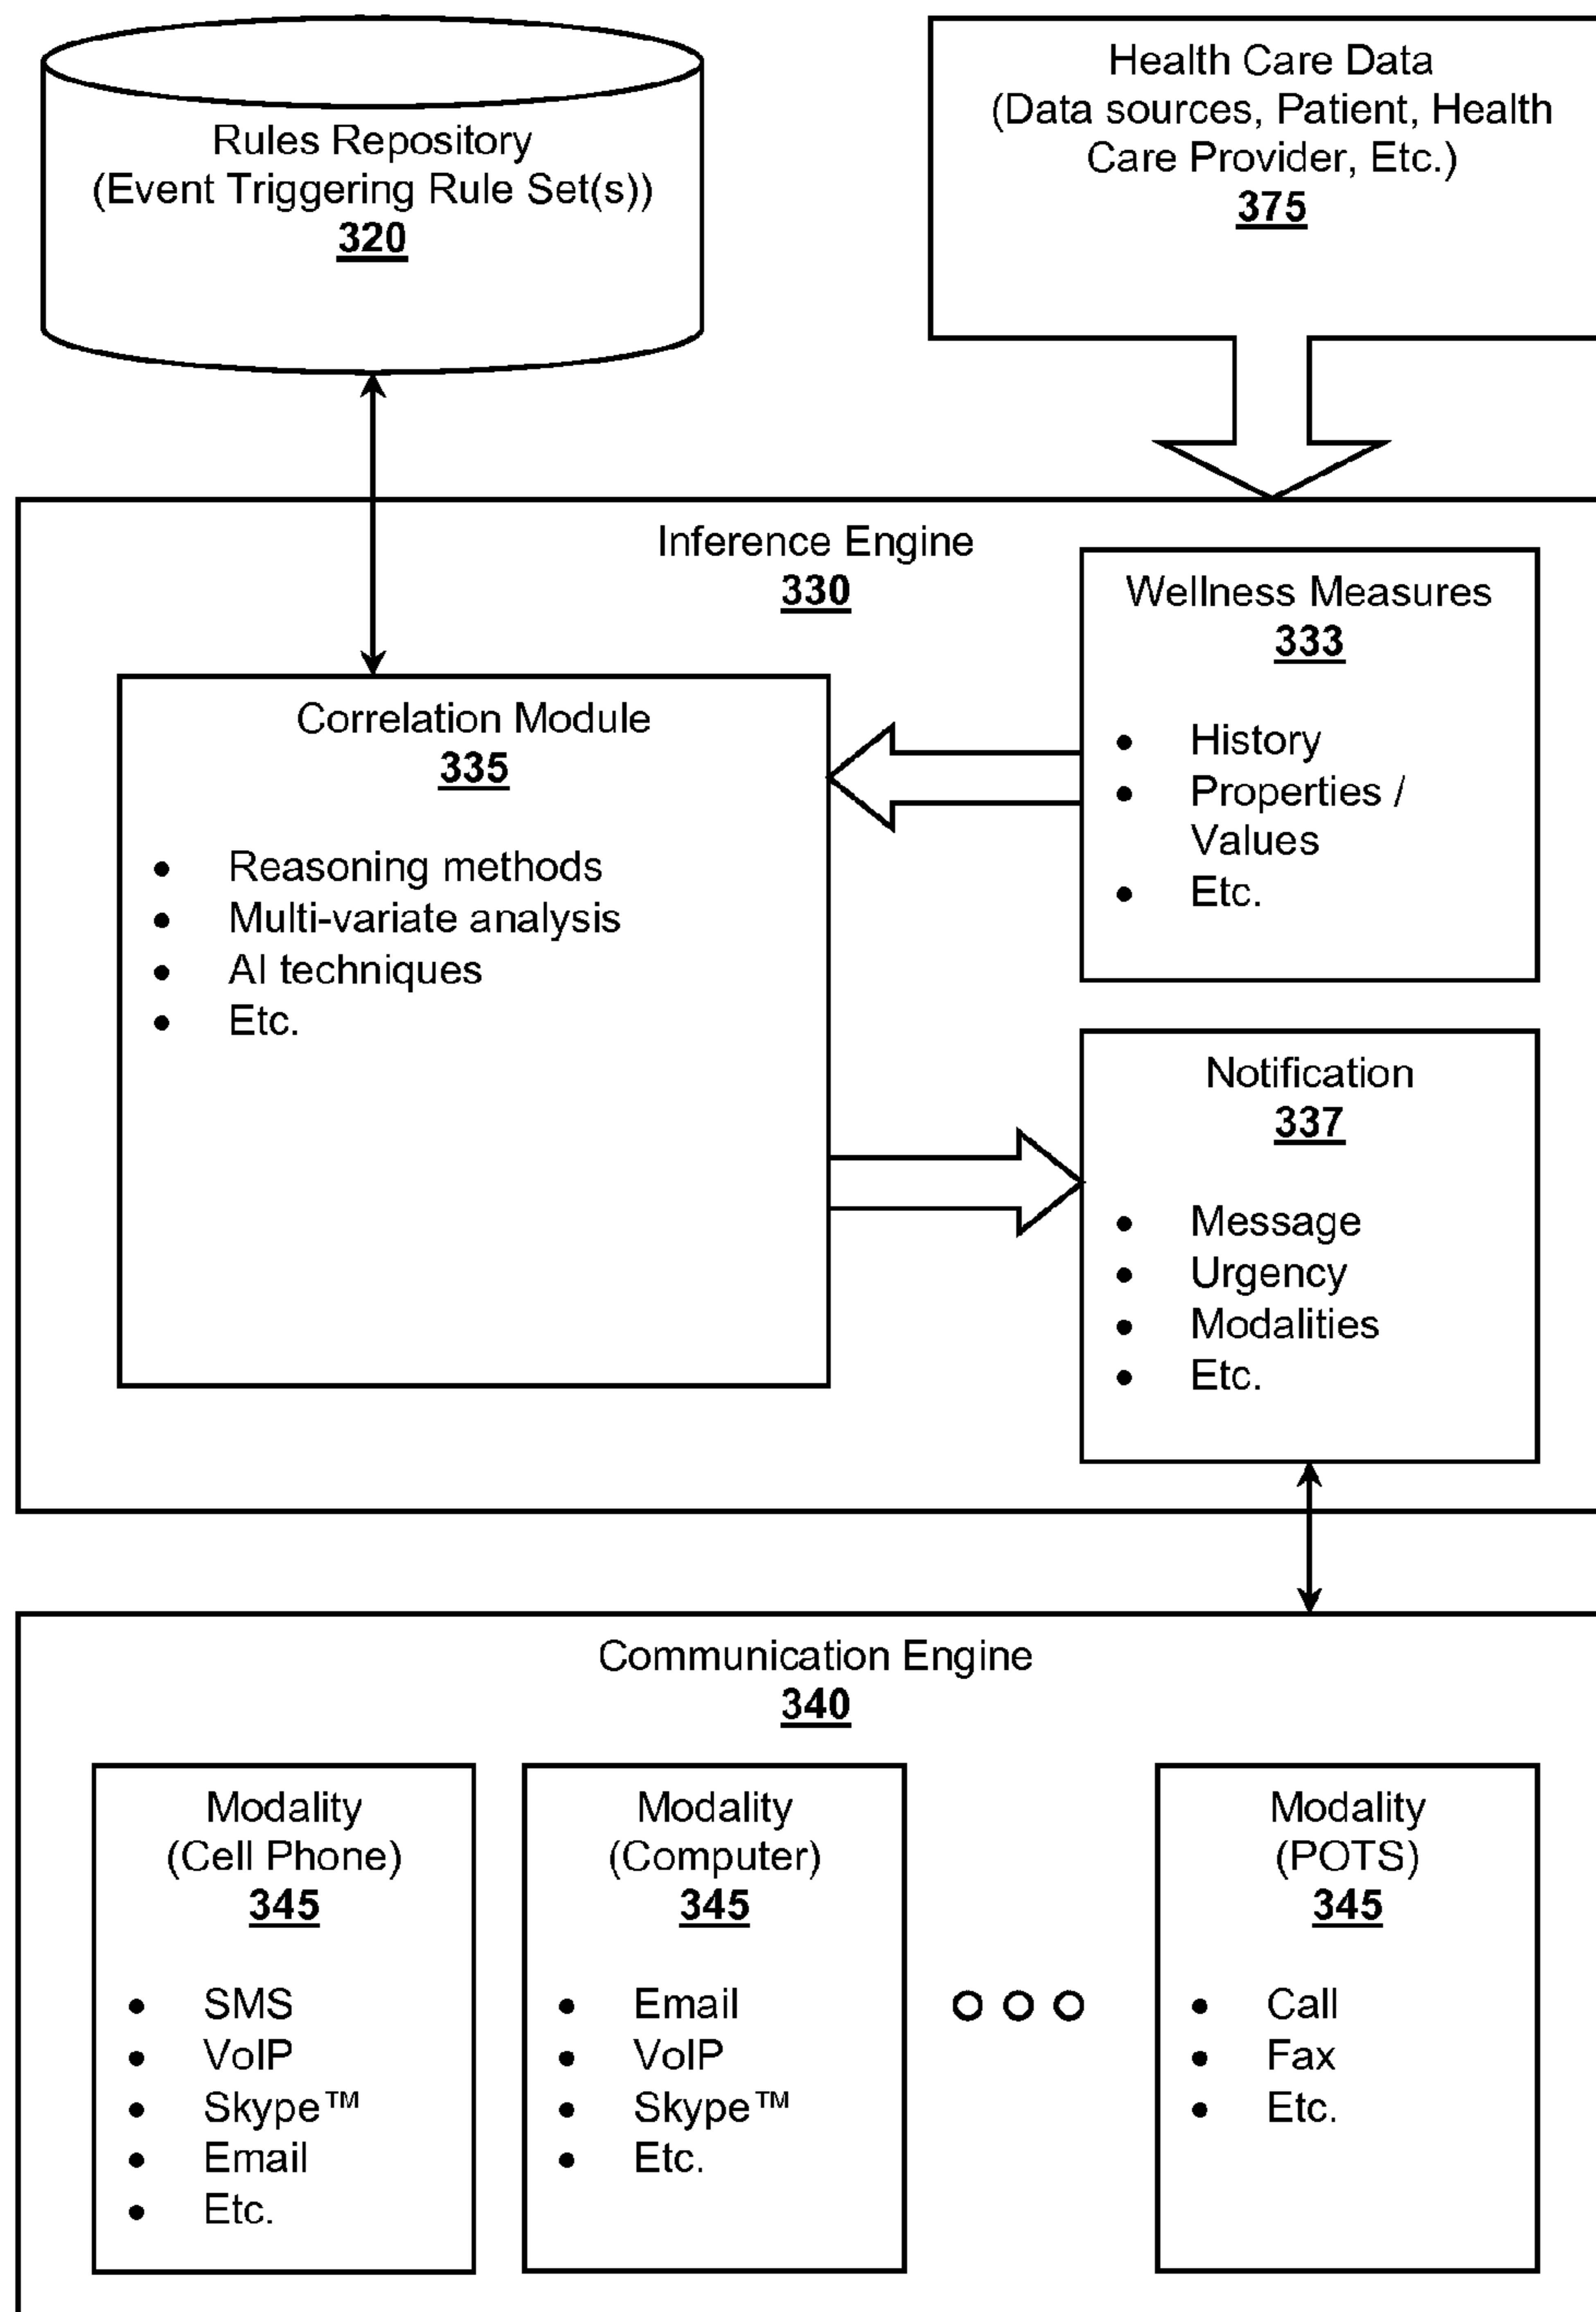 Rules Repository
(Event Triggering Rule Set(s))
320
Health Care Data
(Data sources, Patient, Health
Care Provider, Etc.)
375
Inference Engine
330
Wellness Measures
333
• History
• Properties /
Values
• Etc.
Correlation Module
335
• Reasoning methods
• Multi-variate analysis
• AI techniques
• Etc.
Notification
337
• Message
• Urgency
• Modalities
• Etc.
Communication Engine
340
Modality
(Cell Phone)
345
• SMS
• VoIP
• Skype™
• Email
• Etc.
Modality
(Computer)
345
• Email
• VoIP
• Skype™
• Etc.
Modality
(POTS)
345
• Call
• Fax
• Etc.